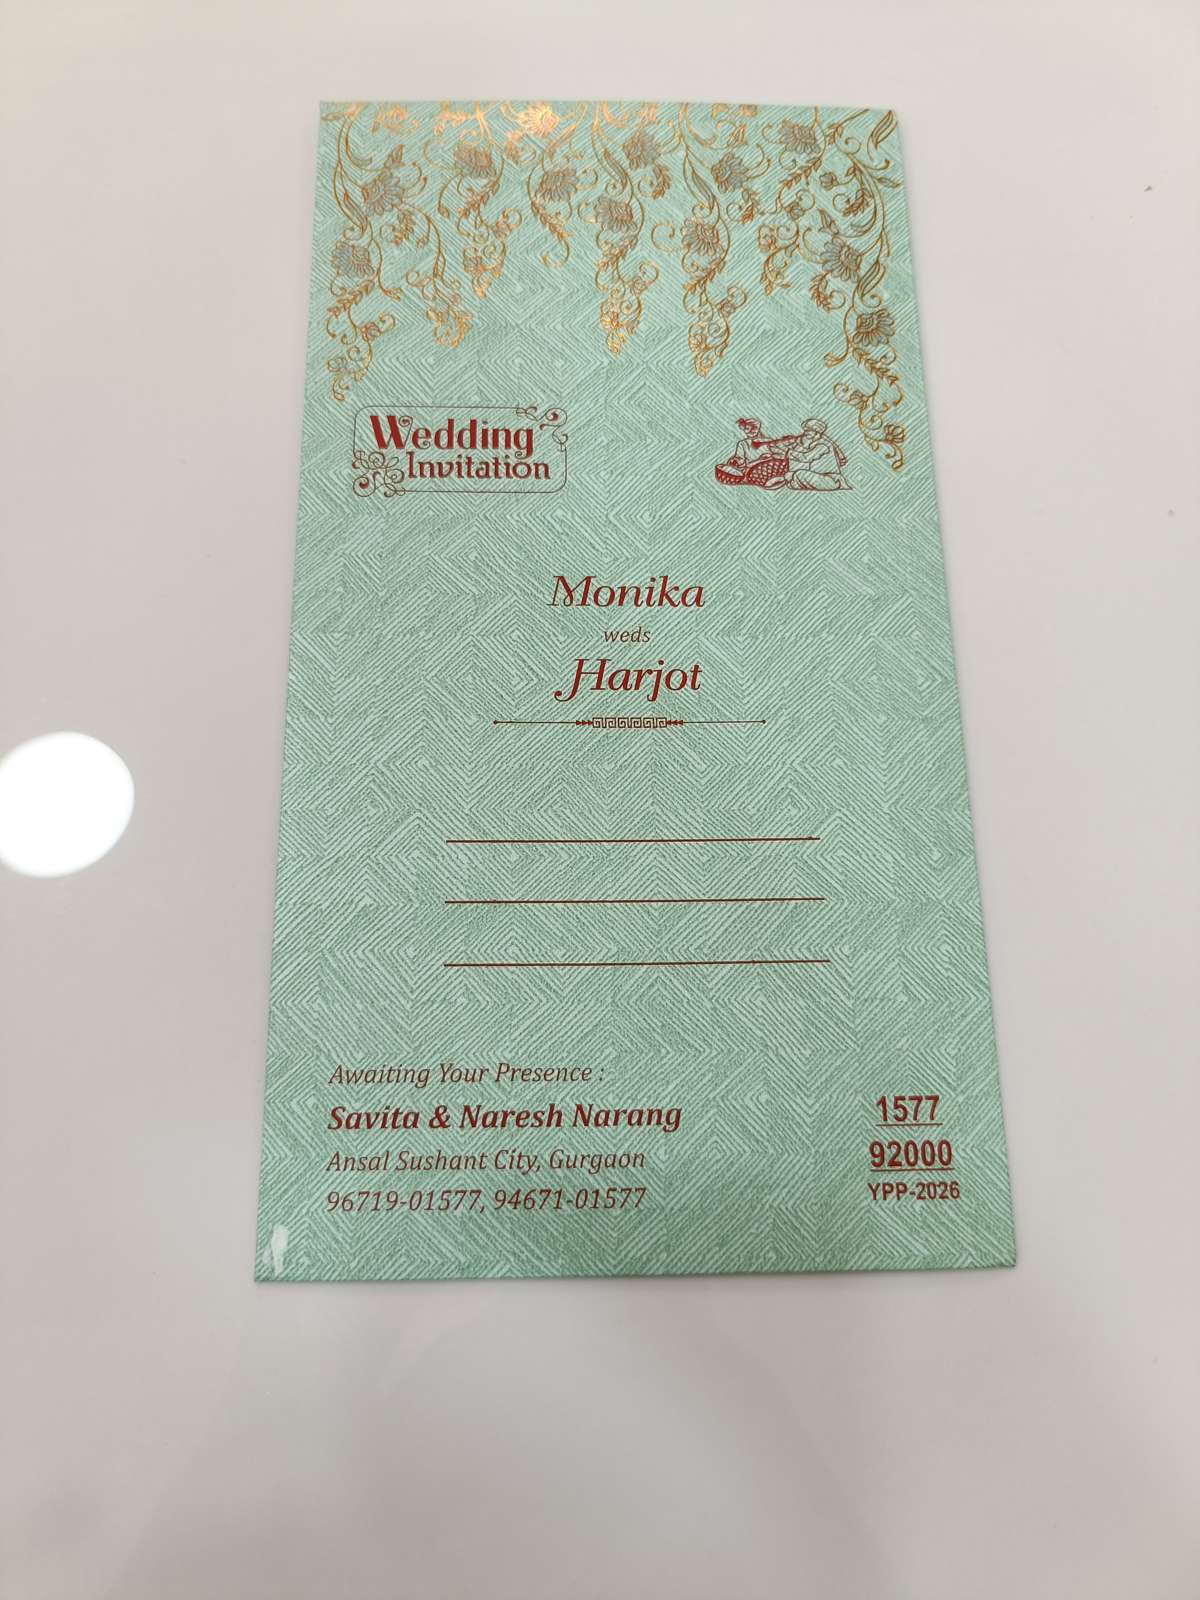 Wedding
Invitation
Monika
weds
Harjot
Awaiting Your Presence :
Savita & Naresh Narang
Ansal Sushant City, Gurgaon
96719-01577, 94671-01577
1577
92000
YPP-2026